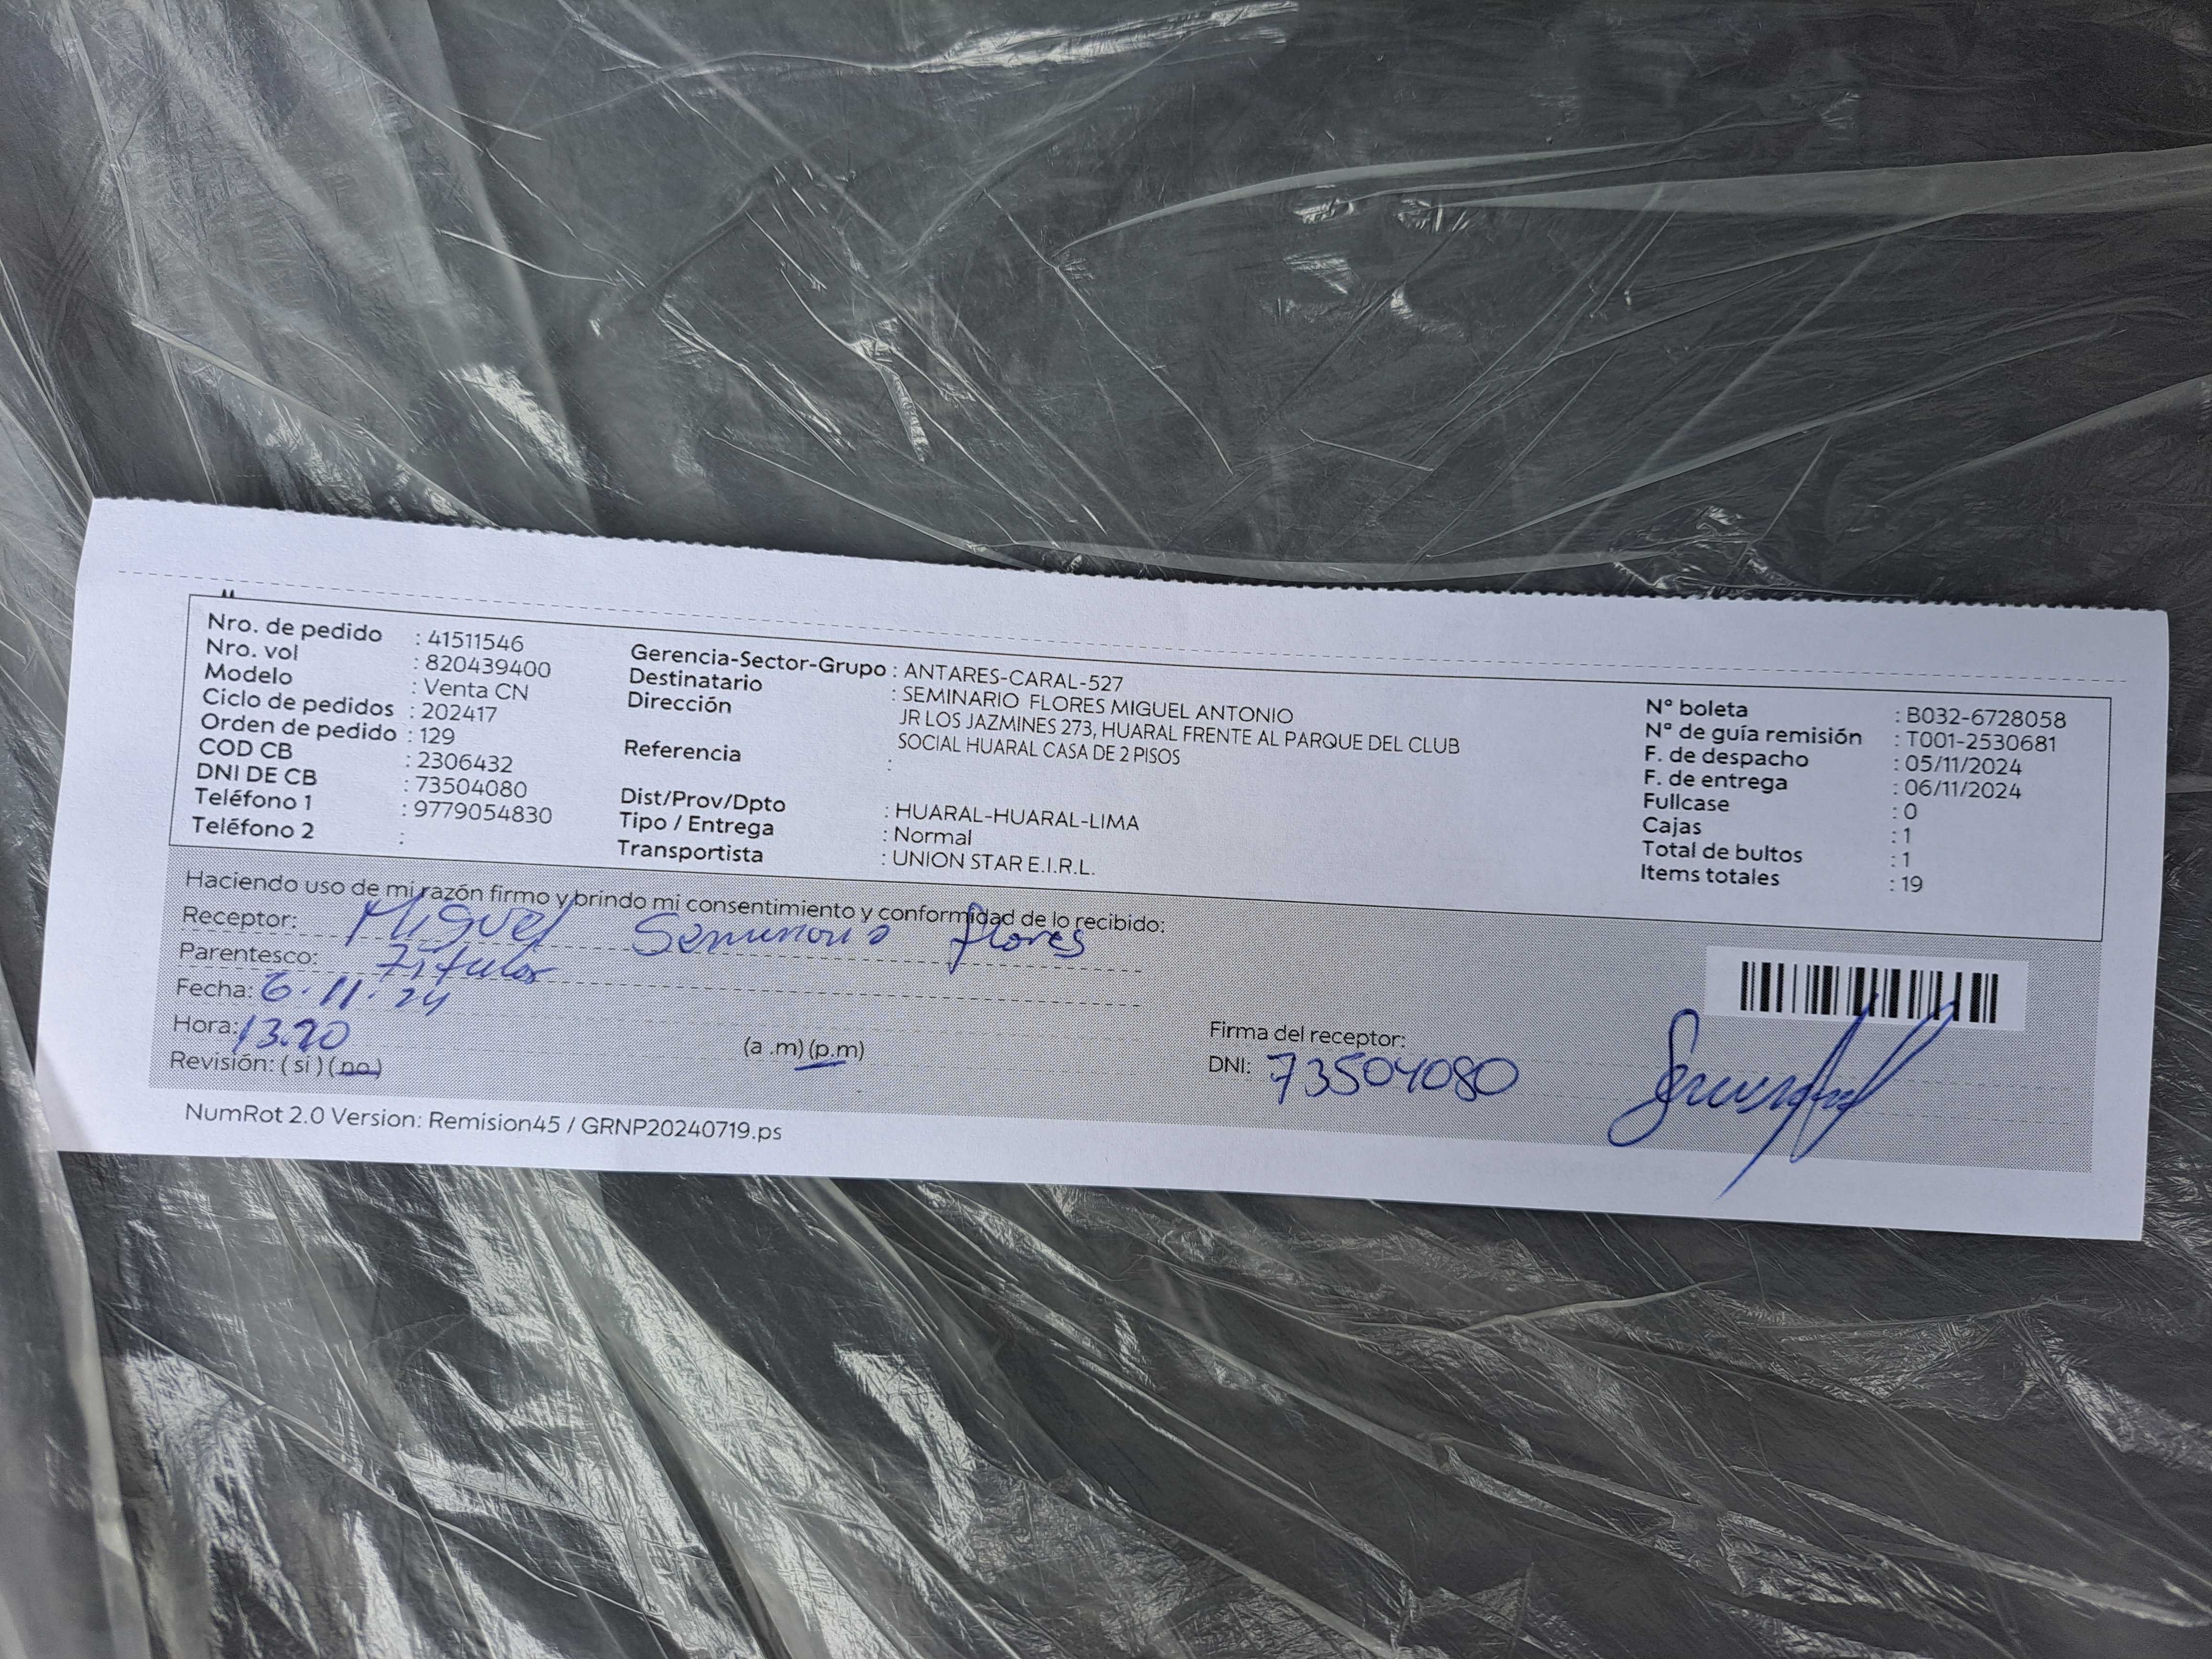 Nro. de pedido : 41511546
Nro. vol : 820439400
Modelo : Venta CN
Ciclo de pedidos : 202417
Orden de pedido : 129
COD CB : 2306432
DNI DE CB : 73504080
Teléfono 1 : 9779054830
Teléfono 2 :
Gerencia-Sector-Grupo : ANTARES-CARAL-527
Destinatario : SEMINARIO FLORES MIGUEL ANTONIO
Dirección JR LOS JAZMINES 273, HUARAL FRENTE AL PARQUE DEL CLUB
SOCIAL HUARAL CASA DE 2 PISOS
Referencia :
Dist/Prov/Dpto : HUARAL-HUARAL-LIMA
Tipo / Entrega : Normal
Transportista : UNION STAR E.I.R.L.
N° boleta : B032-6728058
Nª de guía remisión : T001-2530681
F. de despacho : 05/11/2024
F. de entrega : 06/11/2024
Fullcase : 0
Cajas : 1
Total de bultos : 1
Items totales : 19
Haciendo uso de mi razón firmo y brindo mi consentimiento y conformidad de lo recibido:
Receptor: Miguel Seminario flores
Parentesco: Titular
Fecha: 6.11.24
Hora: 13.20 (a .m) (p.m)
Revisión: ( si ) ( no )
Firma del receptor:
DNI: 73504080
NumRot 2.0 Version: Remision45 / GRNP20240719.ps